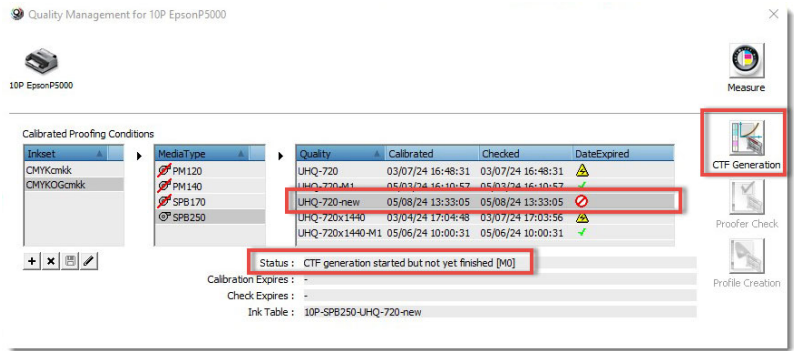 Quality Management for 10P EpsonP5000
10P EpsonP5000
Measure
Calibrated Proofing Conditions
Inkset MediaType Quality Calibrated Checked DateExpired
CMYKcmkk PM120 UHQ-720 03/07/24 16:48:31 03/07/24 16:48:31
CMYKOGcmkk PM140 UHQ-720-M1 05/03/24 16:10:57 05/03/24 16:10:57
SPB170 UHQ-720-new 05/08/24 13:33:05 05/08/24 13:33:05
SPB250 UHQ-720x1440 03/04/24 17:04:48 03/07/24 17:03:56
UHQ-720x1440-M1 05/06/24 10:00:31 05/06/24 10:00:31
CTF Generation
Proofer Check
Profile Creation
Status : CTF generation started but not yet finished [M0]
Calibration Expires : -
Check Expires : -
Ink Table : 10P-SPB250-UHQ-720-new